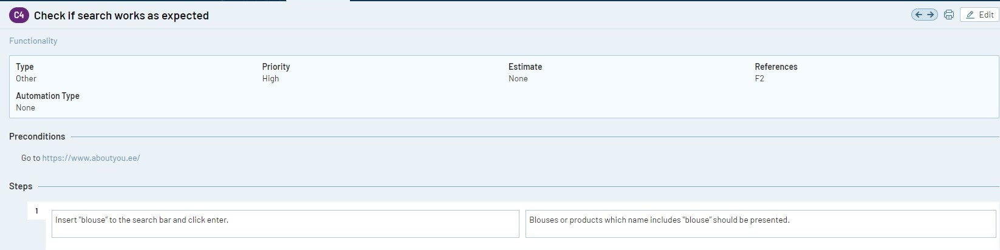 C4 Check if search works as expected
Edit
Functionality
Type Priority Estimate References
Other High None F2
Automation Type
None
Preconditions
Go to https://www.aboutyou.ee/
Steps
1
Insert "blouse" to the search bar and click enter.
Blouses or products which name includes "blouse" should be presented.